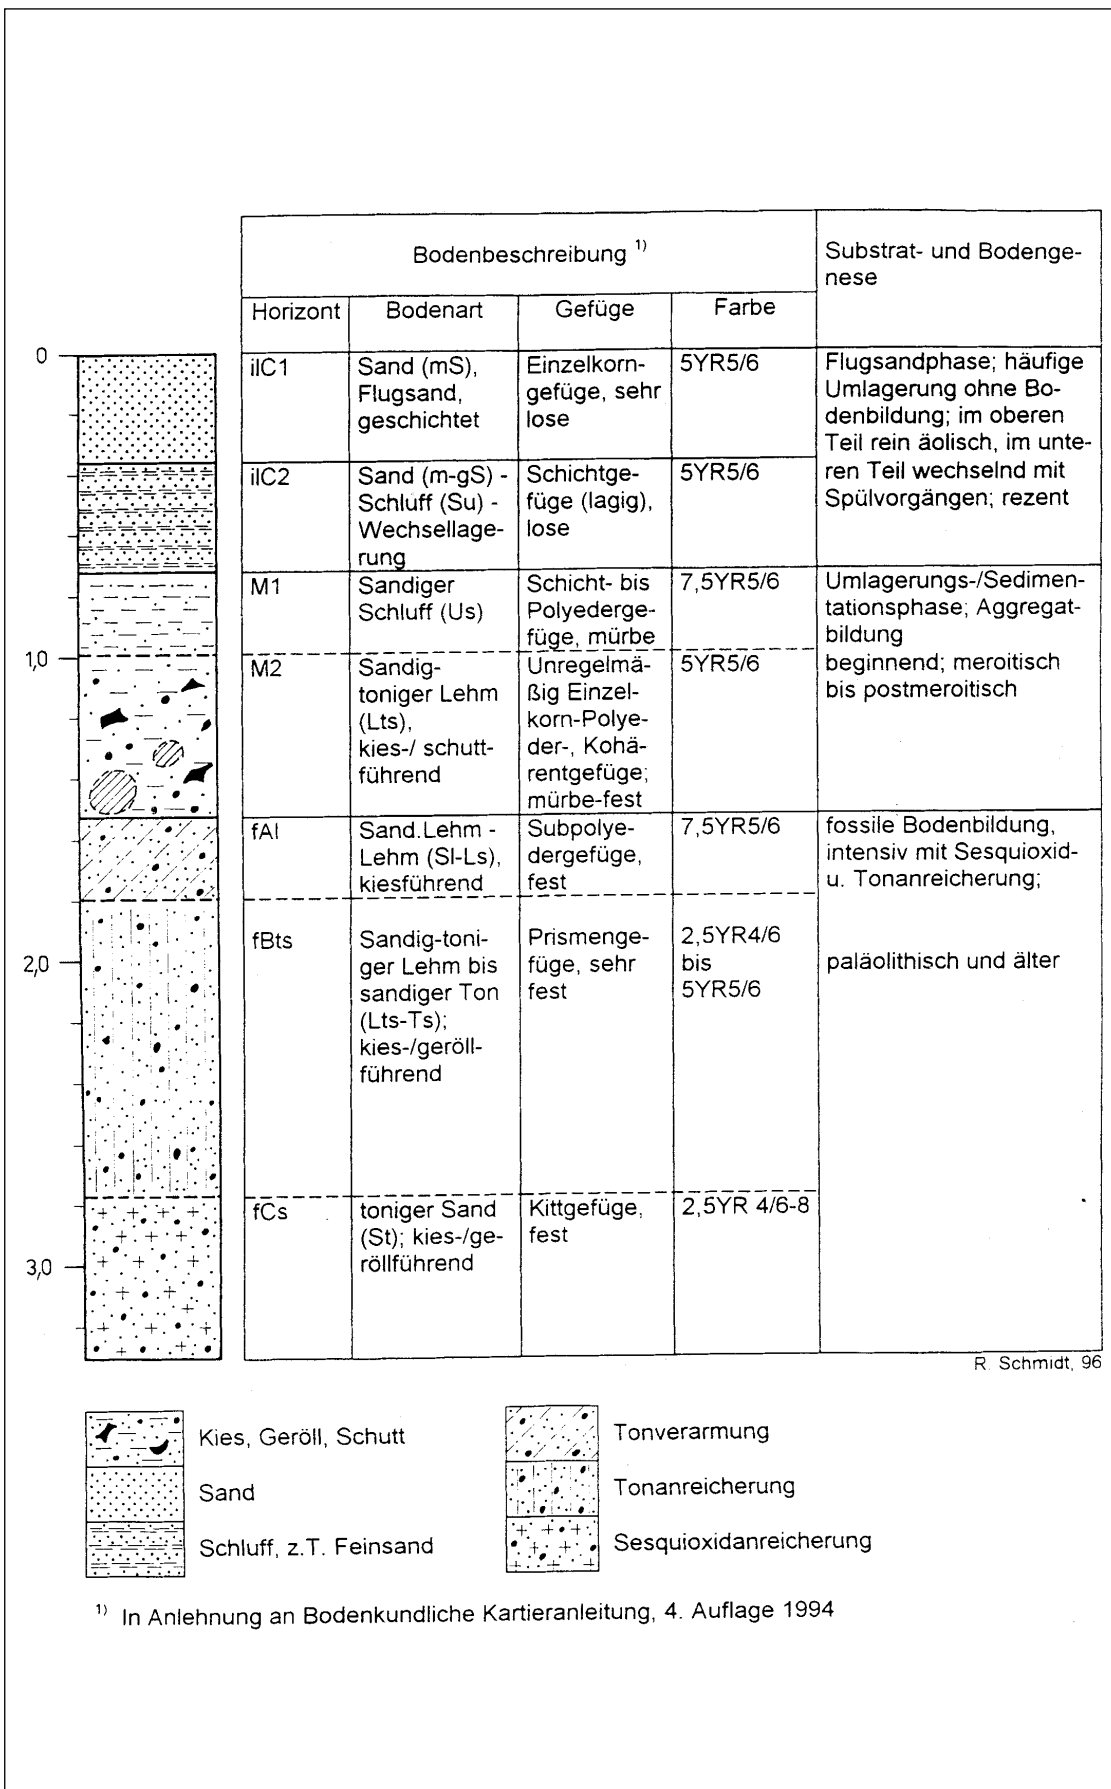 Bodenbeschreibung 1)
Substrat- und Bodenge-
nese
Horizont
Bodenart
Gefüge
Farbe
0
ilC1
Sand (mS),
Flugsand,
geschichtet
Einzelkorn-
gefüge, sehr
lose
5YR5/6
Flugsandphase; häufige
Umlagerung ohne Bo-
denbildung; im oberen
Teil rein äolisch, im unte-
ren Teil wechselnd mit
Spülvorgängen; rezent
ilC2
Sand (m-gS) -
Schluff (Su) -
Wechsellage-
rung
Schichtge-
füge (lagig),
lose
5YR5/6
M1
Sandiger
Schluff (Us)
Schicht- bis
Polyederge-
füge, mürbe
7,5YR5/6
Umlagerungs-/Sedimen-
tationsphase; Aggregat-
bildung
beginnend; meroitisch
bis postmeroitisch
1,0
M2
Sandig-
toniger Lehm
(Lts),
kies-/ schutt-
führend
Unregelmä-
ßig Einzel-
korn-Polye-
der-, Kohä-
rentgefüge;
mürbe-fest
5YR5/6
fAl
Sand.Lehm -
Lehm (Sl-Ls),
kiesführend
Subpolye-
dergefüge,
fest
7,5YR5/6
fossile Bodenbildung,
intensiv mit Sesquioxid-
u. Tonanreicherung;
paläolithisch und älter
2,0
fBts
Sandig-toni-
ger Lehm bis
sandiger Ton
(Lts-Ts);
kies-/geröll-
führend
Prismenge-
füge, sehr
fest
2,5YR4/6
bis
5YR5/6
fCs
toniger Sand
(St); kies-/ge-
röllführend
Kittgefüge,
fest
2,5YR 4/6-8
3,0
R. Schmidt, 96
Kies, Geröll, Schutt
Sand
Schluff, z.T. Feinsand
Tonverarmung
Tonanreicherung
Sesquioxidanreicherung
1) In Anlehnung an Bodenkundliche Kartieranleitung, 4. Auflage 1994